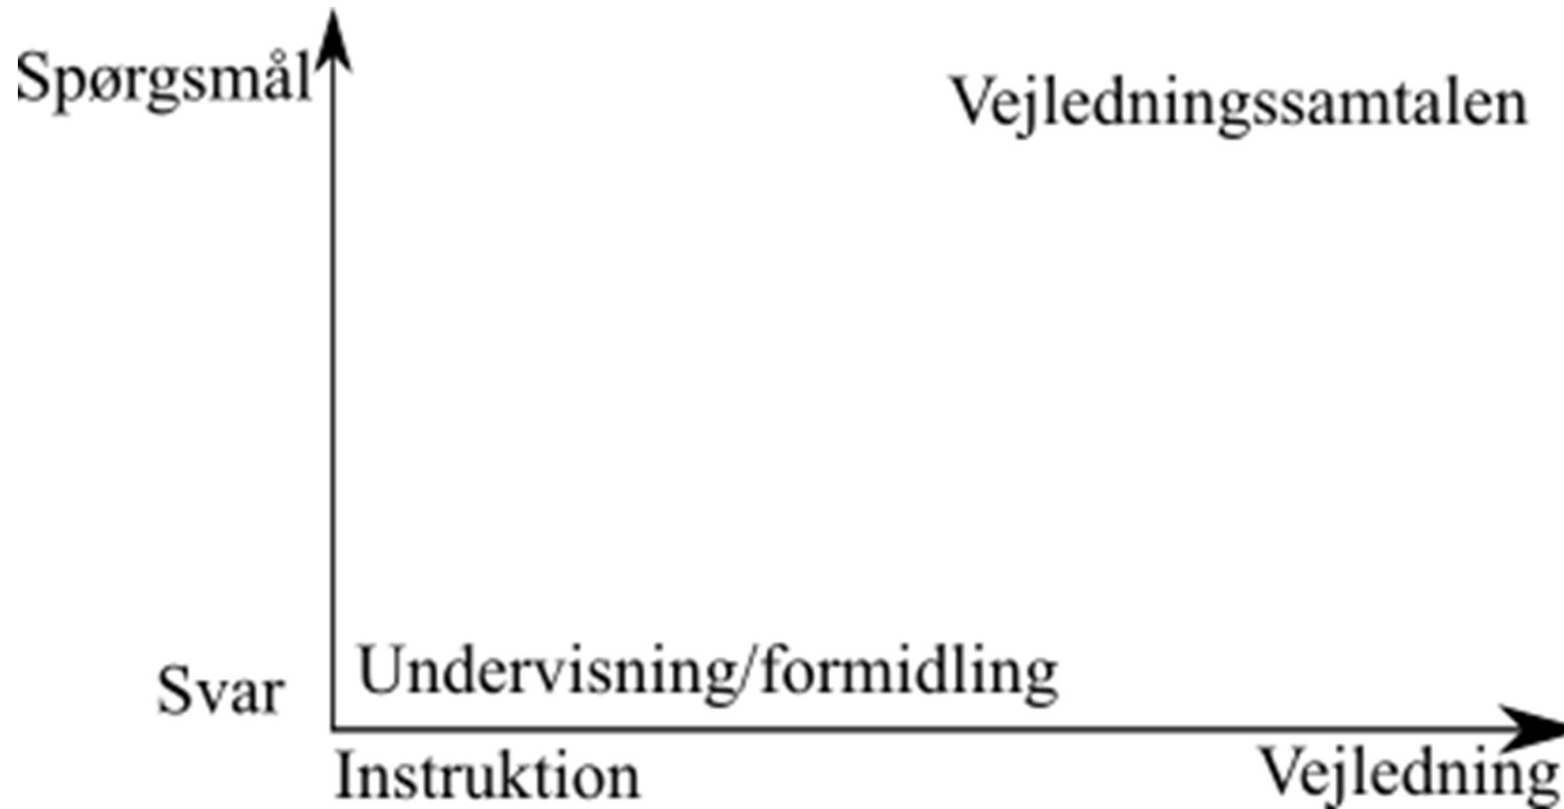 Spørgsmål
Vejledningssamtalen
Undervisning/formidling
Svar
Instruktion
Vejledning